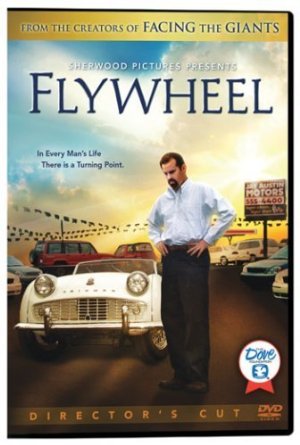 FROM THE CREATORS OF FACING THE GIANTS
SHERWOOD PICTURES PRESENTS
FLYWHEEL
In Every Man's Life
There is a Turning Point.
JAY AUSTIN
MOTORS
555-4400
TRIUMPH
Dove
DIRECTOR'S CUT
DVD
VIDEO